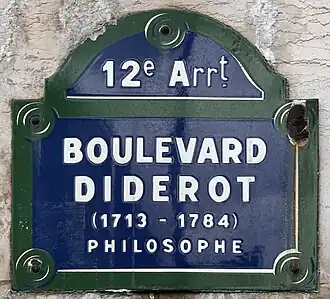 12e Arrt
BOULEVARD
DIDEROT
(1713 - 1784)
PHILOSOPHE